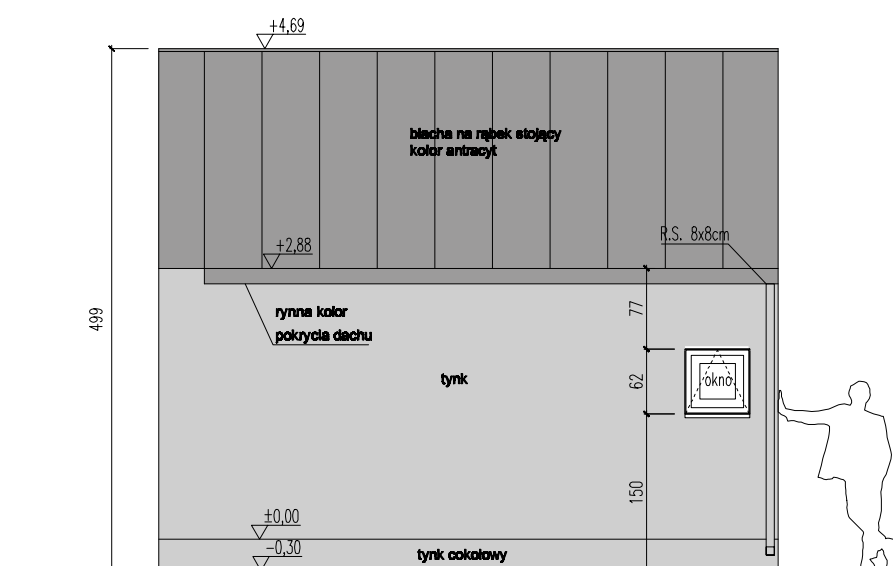 +4,69
blacha na rąbek stojący
kolor antracyt
R.S. 8x8cm
+2,88
rynna kolor
pokrycia dachu
499
77
tynk
62
okno
150
±0,00
-0,30
tynk cokołowy